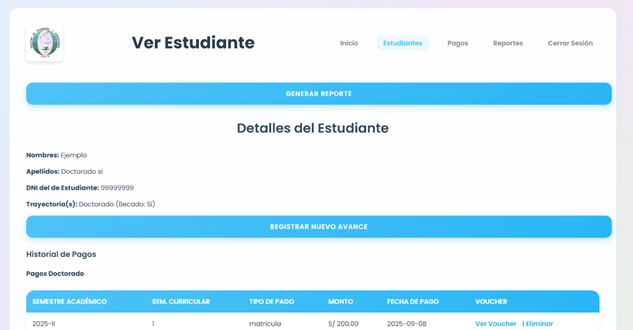 Ver Estudiante
Inicio Estudiantes Pagos Reportes Cerrar Sesión
GENERAR REPORTE
Detalles del Estudiante
Nombres: Ejemplo
Apellidos: Doctorado si
DNI del de Estudiante: 99999999
Trayectoria(s): Doctorado (Becado: SI)
REGISTRAR NUEVO AVANCE
Historial de Pagos
Pagos Doctorado
SEMESTRE ACADÉMICO SEM. CURRICULAR TIPO DE PAGO MONTO FECHA DE PAGO VOUCHER
2025-II 1 matricula S/ 200.00 2025-09-08 Ver Voucher | Eliminar